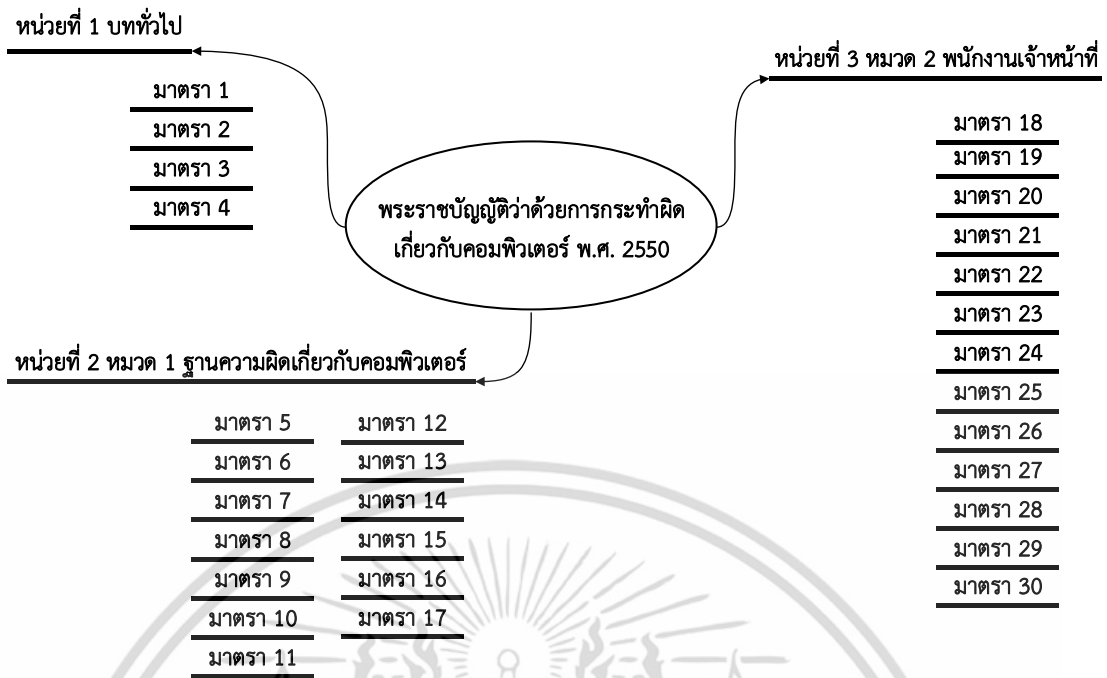 หน่วยที่ 1 บททั่วไป
มาตรา 1
มาตรา 2
มาตรา 3
มาตรา 4
พระราชบัญญัติว่าด้วยการกระทำผิด
เกี่ยวกับคอมพิวเตอร์ พ.ศ. 2550
หน่วยที่ 2 หมวด 1 ฐานความผิดเกี่ยวกับคอมพิวเตอร์
มาตรา 5
มาตรา 6
มาตรา 7
มาตรา 8
มาตรา 9
มาตรา 10
มาตรา 11
มาตรา 12
มาตรา 13
มาตรา 14
มาตรา 15
มาตรา 16
มาตรา 17
หน่วยที่ 3 หมวด 2 พนักงานเจ้าหน้าที่
มาตรา 18
มาตรา 19
มาตรา 20
มาตรา 21
มาตรา 22
มาตรา 23
มาตรา 24
มาตรา 25
มาตรา 26
มาตรา 27
มาตรา 28
มาตรา 29
มาตรา 30